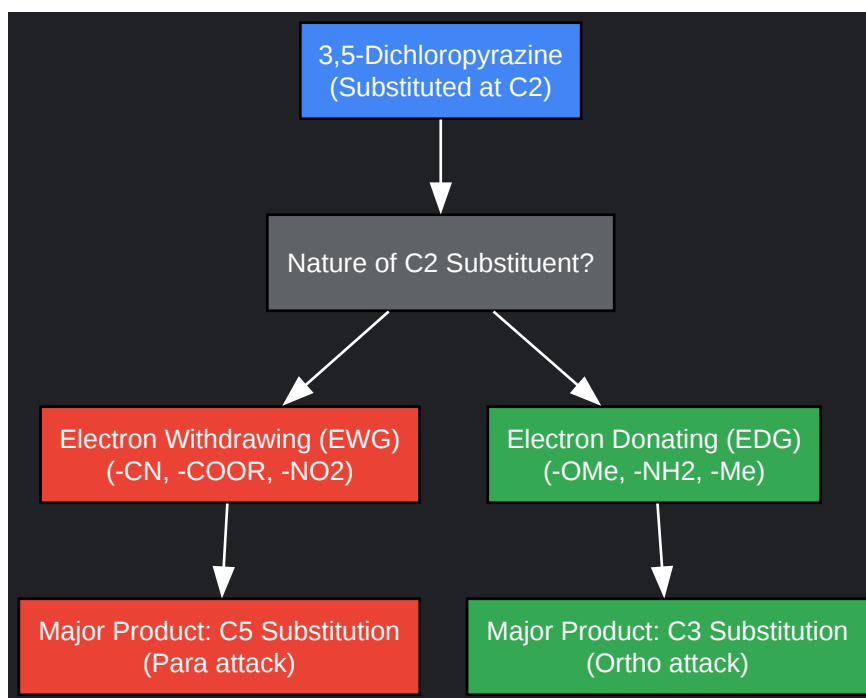 3,5-Dichloropyrazine
(Substituted at C2)
Nature of C2 Substituent?
Electron Withdrawing (EWG)
(-CN, -COOR, -NO2)
Electron Donating (EDG)
(-OMe, -NH2, -Me)
Major Product: C5 Substitution
(Para attack)
Major Product: C3 Substitution
(Ortho attack)